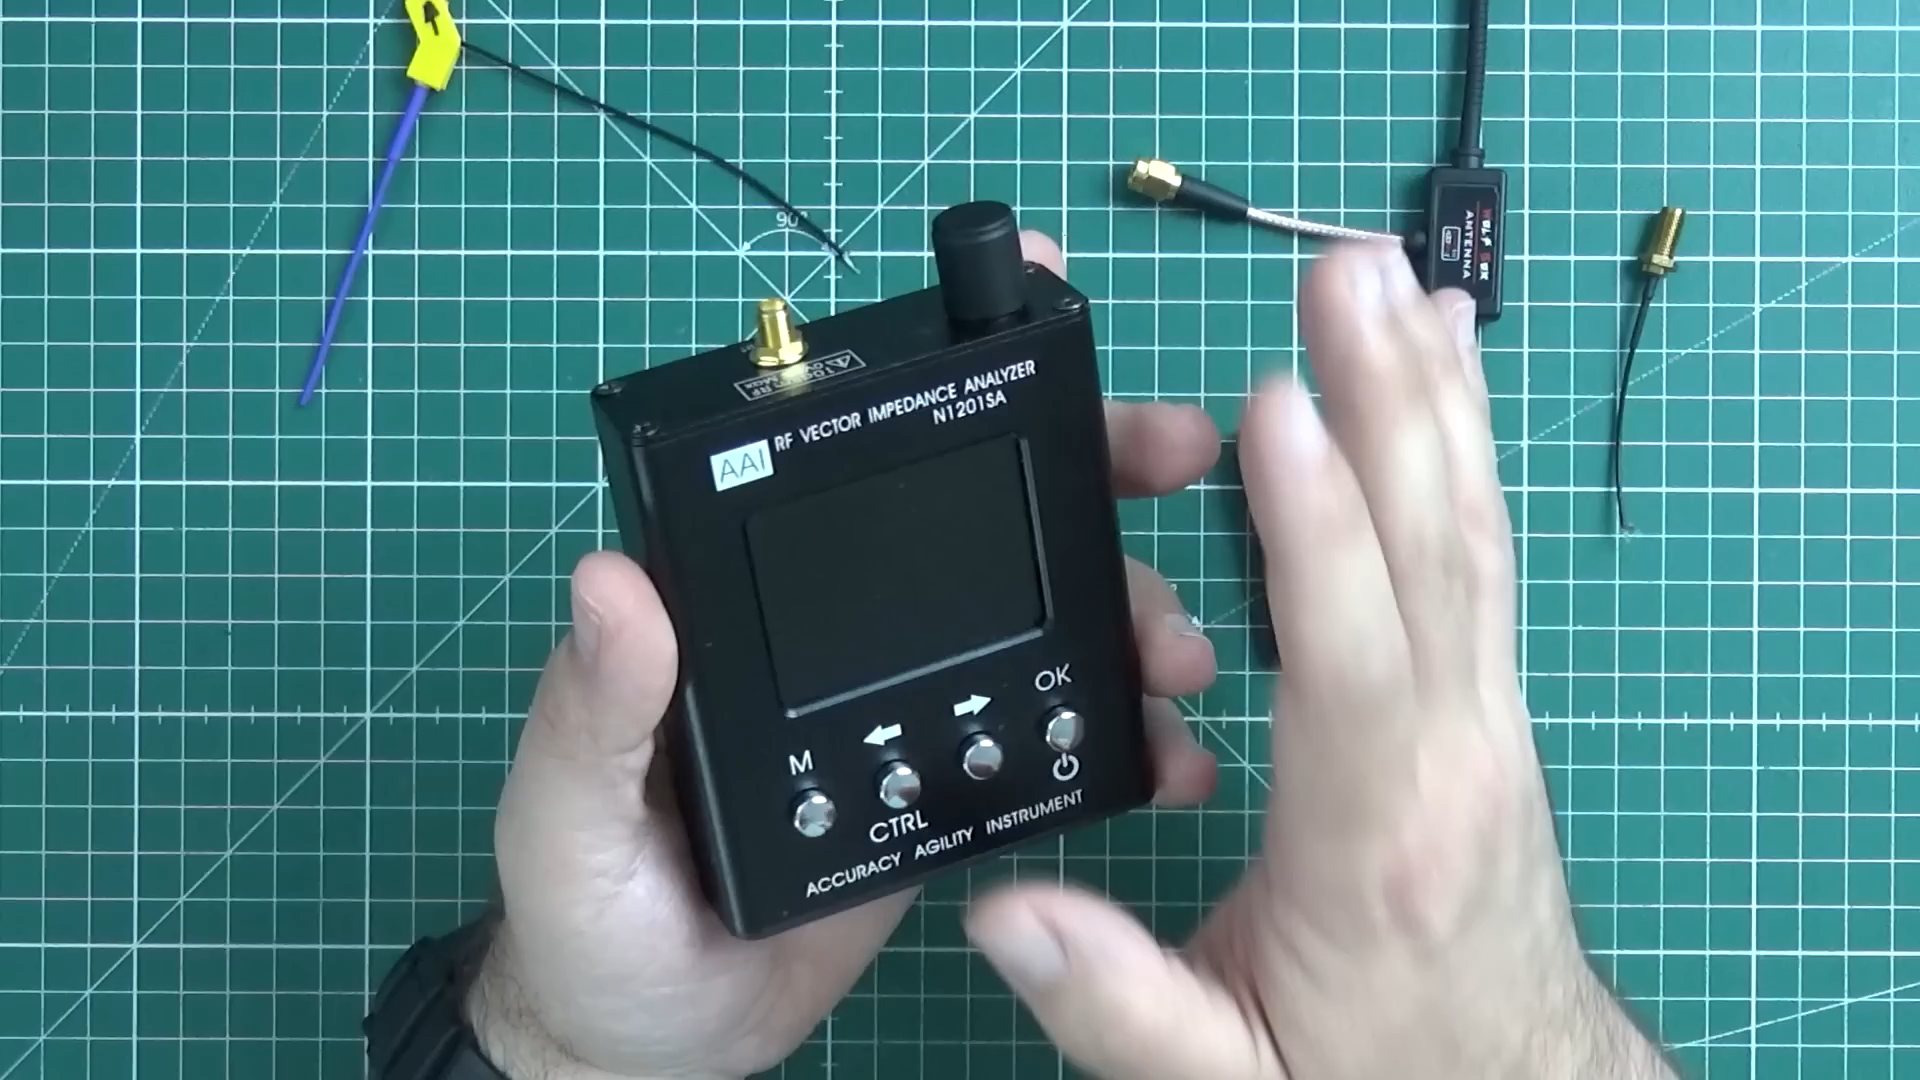 90°
ANTENNA
RF VECTOR IMPEDANCE ANALYZER
N1201SA
AAI
OK
M
CTRL
ACCURACY AGILITY INSTRUMENT